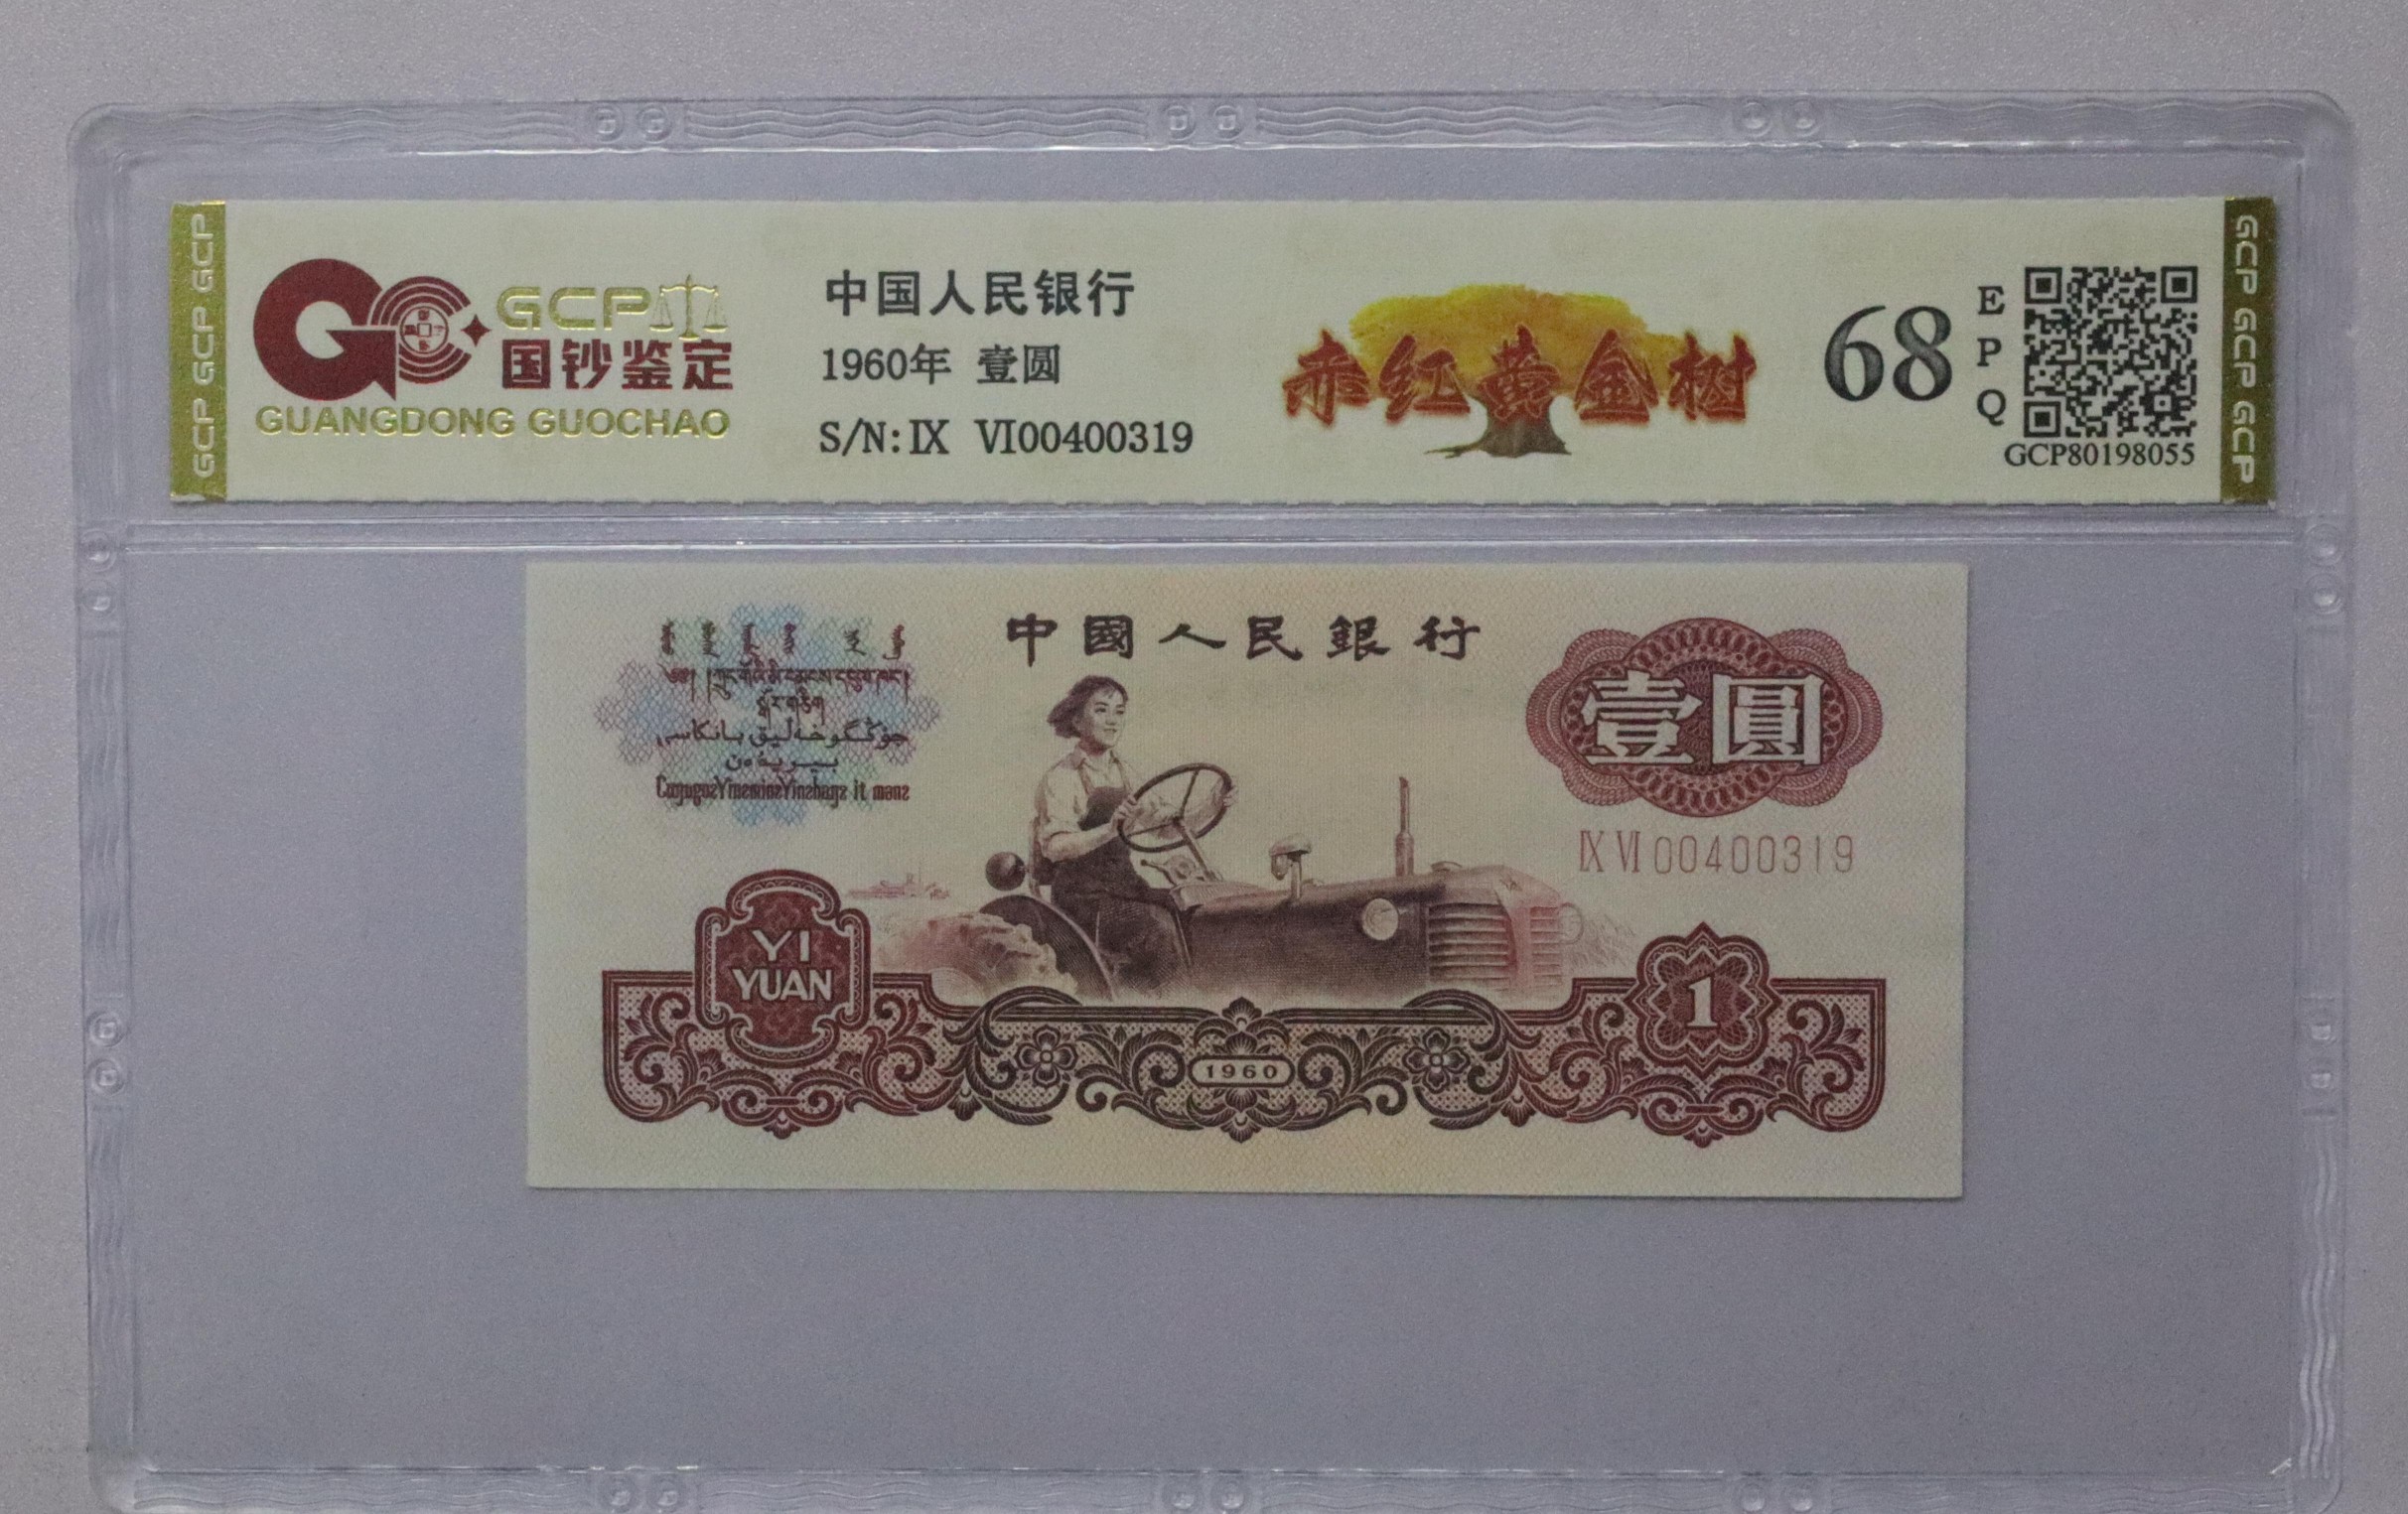 GCP GCP GCP
GCP
国钞鉴定
GUANGDONG GUOCHAO
中国人民银行
1960年 壹圆
S/N:IX VI00400319
赤红黄金树
68
EPQ
GCP80198055
GCP GCP GCP
中國人民銀行
壹圓
IX VI 00400319
YI
YUAN
1960
1